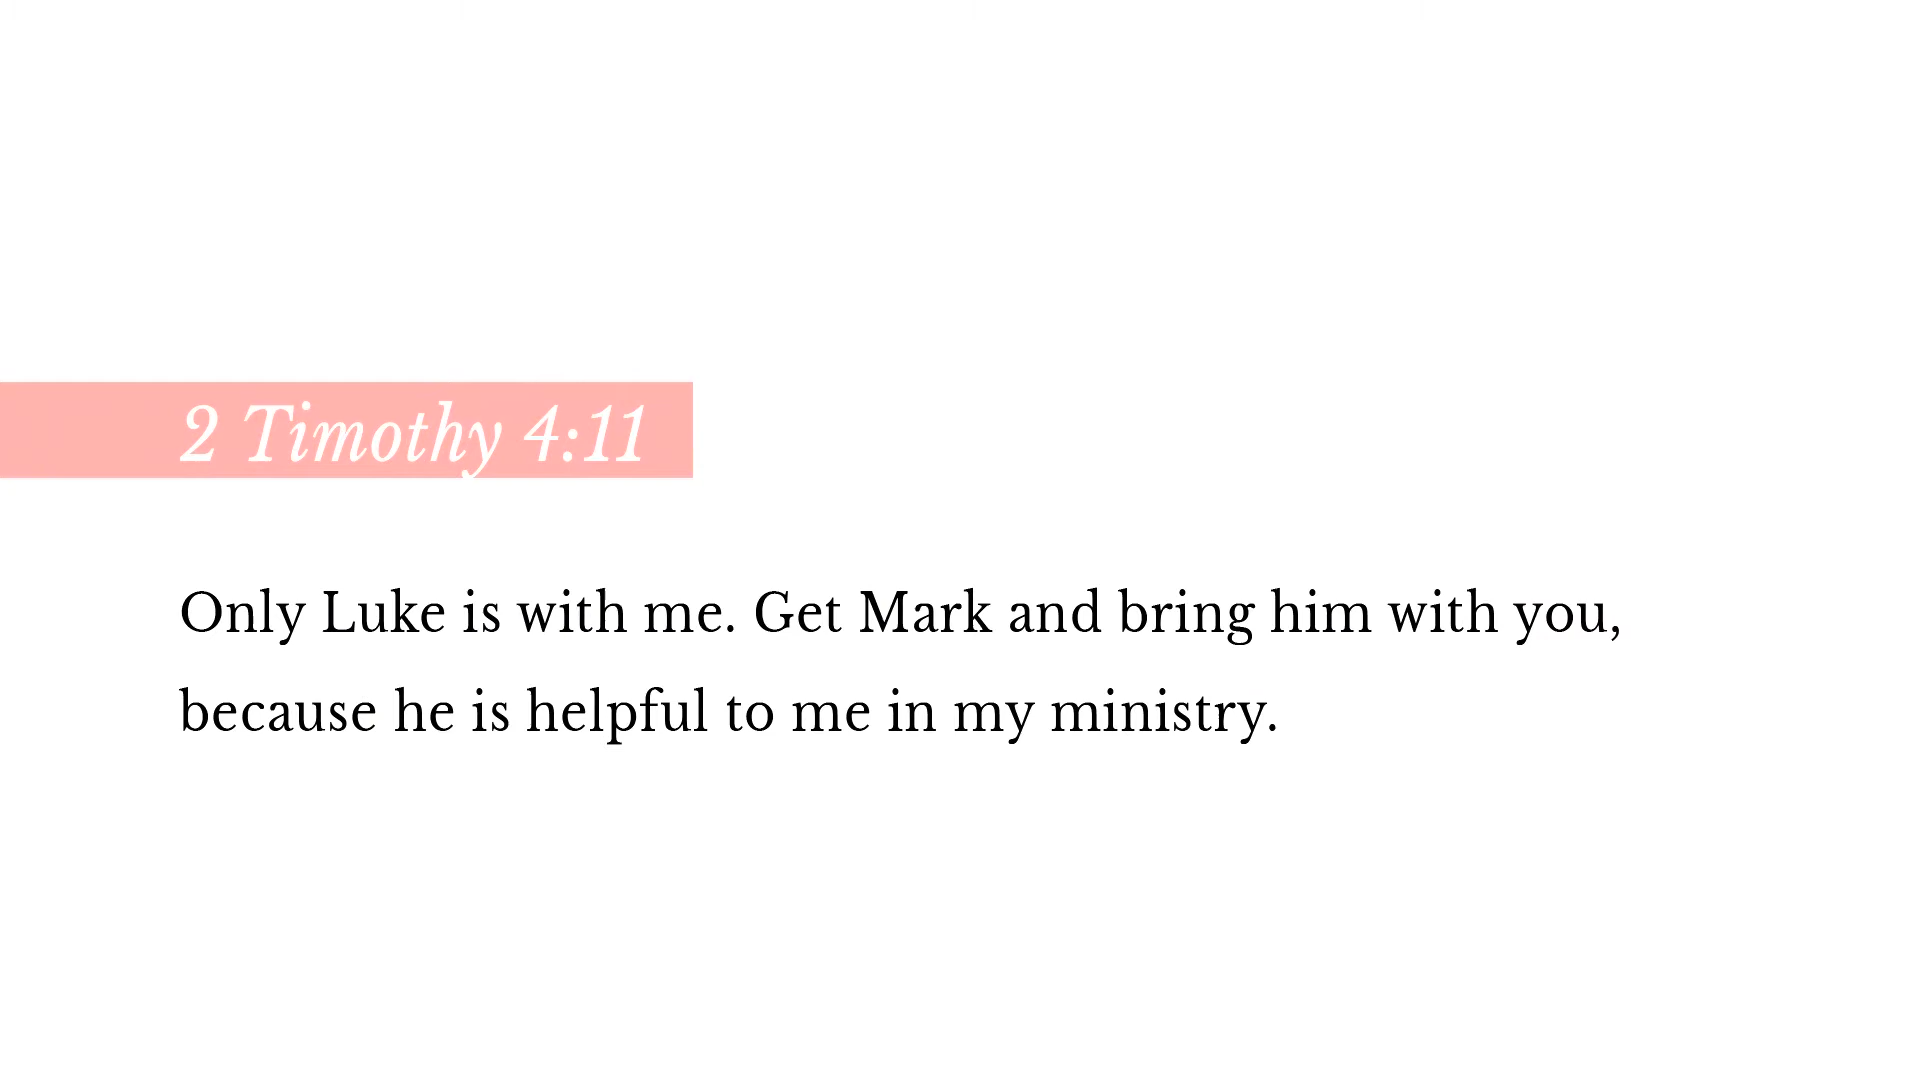 2 Timothy 4:11
Only Luke is with me. Get Mark and bring him with you,
because he is helpful to me in my ministry.